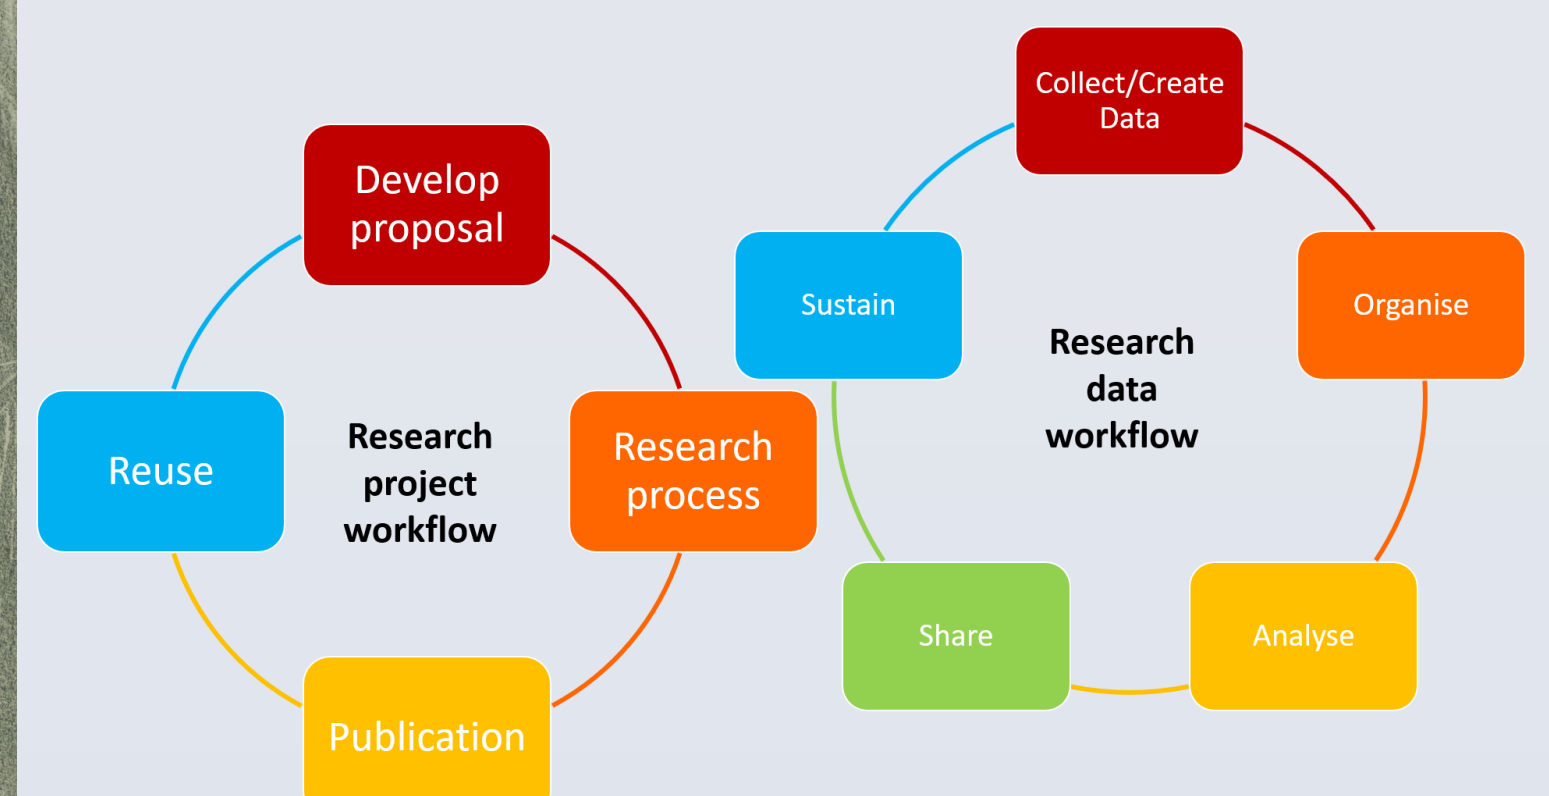 Develop
proposal
Research
process
Publication
Reuse
Research
project
workflow
Collect/Create
Data
Organise
Analyse
Share
Sustain
Research
data
workflow